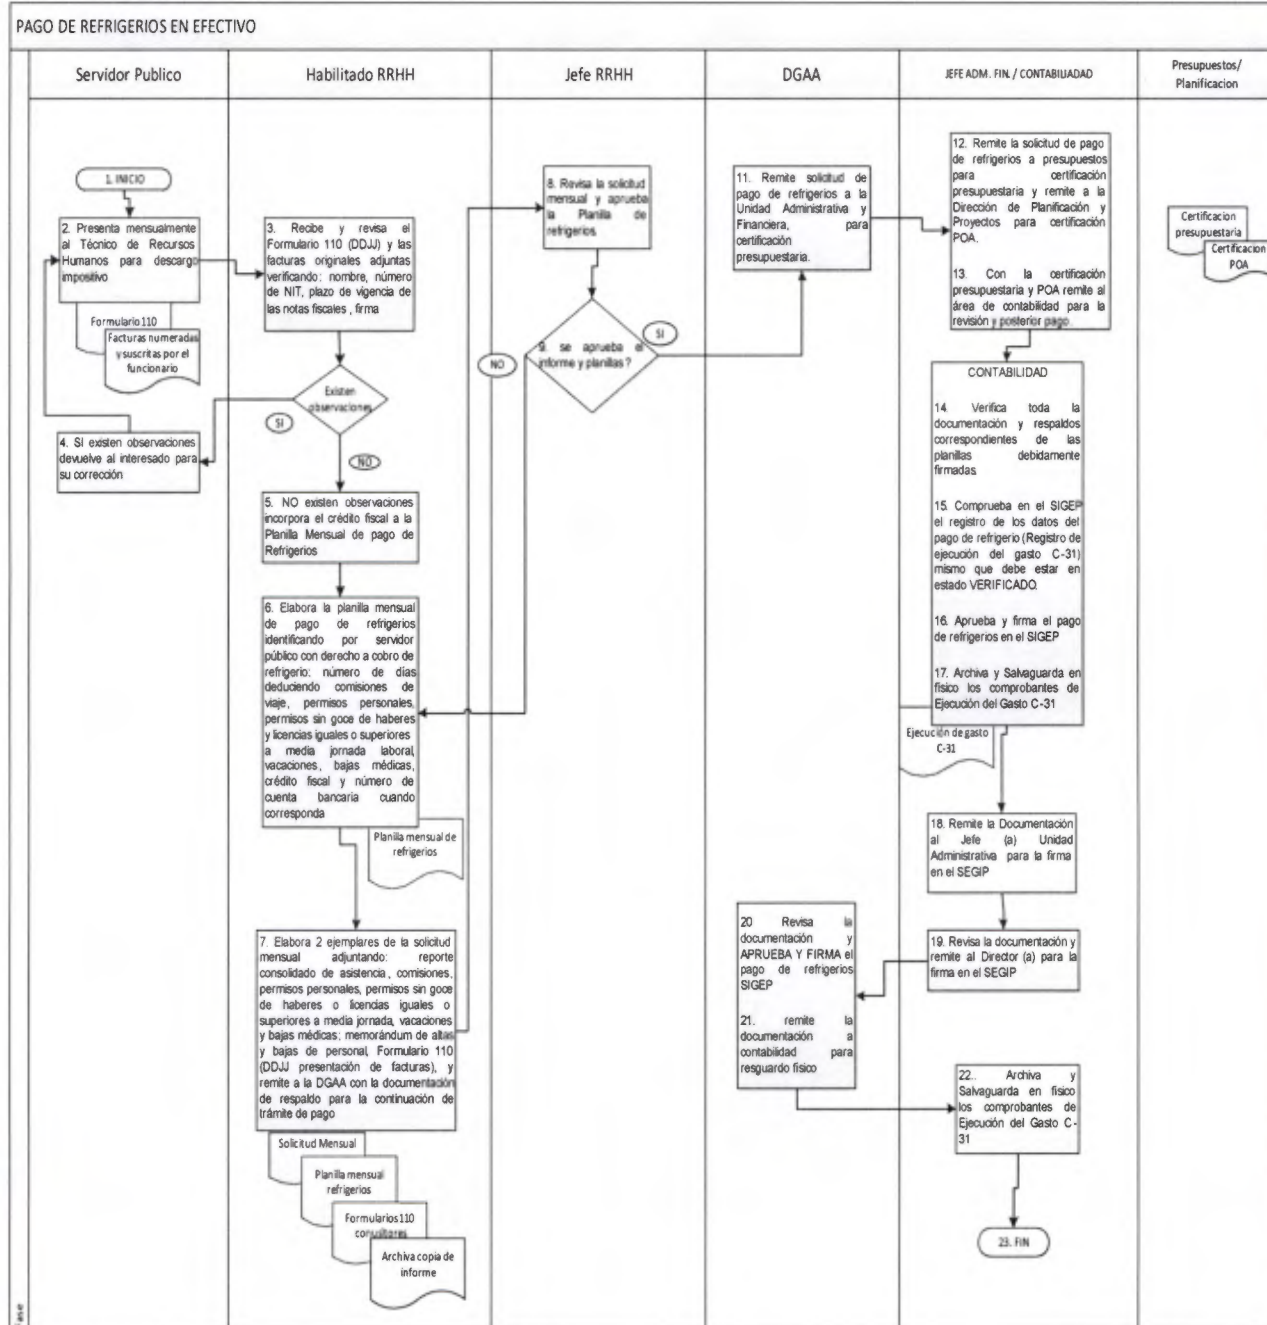 PAGO DE REFRIGERIOS EN EFECTIVO
Servidor Publico
Habilitado RRHH
Jefe RRHH
DGAA
JEFE ADM. FIN. / CONTABILIADAD
Presupuestos/
Planificacion
1. INICIO
2. Presenta mensualmente
al Técnico de Recursos
Humanos para descargo
impositivo
Formulario 110
Facturas numeradas
y suscritas por el
funcionario
4. SI existen observaciones
devuelve al interesado para
su corrección
3. Recibe y revisa el
Formulario 110 (DDJJ) y las
facturas originales adjuntas
verificando: nombre, número
de NIT, plazo de vigencia de
las notas fiscales , firma
Existen
observaciones
SI
NO
5. NO existen observaciones
incorpora el crédito fiscal a la
Planilla Mensual de pago de
Refrigerios
6. Elabora la planilla mensual
de pago de refrigerios
identificando por servidor
público con derecho a cobro de
refrigerio: número de días
deduciendo comisiones de
viaje, permisos personales,
permisos sin goce de haberes
y licencias iguales o superiores
a media jornada laboral,
vacaciones, bajas médicas,
crédito fiscal y número de
cuenta bancaria cuando
corresponda
Planilla mensual de
refrigerios
7. Elabora 2 ejemplares de la solicitud
mensual adjuntando: reporte
consolidado de asistencia, comisiones,
permisos personales, permisos sin goce
de haberes o licencias iguales o
superiores a media jornada, vacaciones
y bajas médicas; memorándum de altas
y bajas de personal, Formulario 110
(DDJJ presentación de facturas), y
remite a la DGAA con la documentación
de respaldo para la continuación de
trámite de pago
Solicitud Mensual
Planilla mensual
refrigerios
Formularios 110
conusltores
Archiva copia de
informe
8. Revisa la solicitud
mensual y aprueba
la Planilla de
refrigerios
9. se aprueba el
informe y planillas ?
NO
SI
11. Remite solicitud de
pago de refrigerios a la
Unidad Administrativa y
Financiera, para
certificación
presupuestaria.
12. Remite la solicitud de pago
de refrigerios a presupuestos
para certificación
presupuestaria y remite a la
Dirección de Planificación y
Proyectos para certificación
POA.
13. Con la certificación
presupuestaria y POA remite al
área de contabilidad para la
revisión y posterior pago.
Certificacion
presupuestaria
Certificacion
POA
CONTABILIDAD
14. Verifica toda la
documentación y respaldos
correspondientes de las
planillas debidamente
firmadas.
15. Comprueba en el SIGEP
el registro de los datos del
pago de refrigerio (Registro de
ejecución del gasto C-31)
mismo que debe estar en
estado VERIFICADO.
16. Aprueba y firma el pago
de refrigerios en el SIGEP
17. Archiva y Salvaguarda en
físico los comprobantes de
Ejecución del Gasto C-31
Ejecución de gasto
C-31
18. Remite la Documentación
al Jefe (a) Unidad
Administrativa para la firma
en el SEGIP
19. Revisa la documentación y
remite al Director (a) para la
firma en el SEGIP
20 Revisa la
documentación y
APRUEBA Y FIRMA el
pago de refrigerios
SIGEP
21. remite la
documentación a
contabilidad para
resguardo físico
22.. Archiva y
Salvaguarda en físico
los comprobantes de
Ejecución del Gasto C-
31
23. FIN
ase